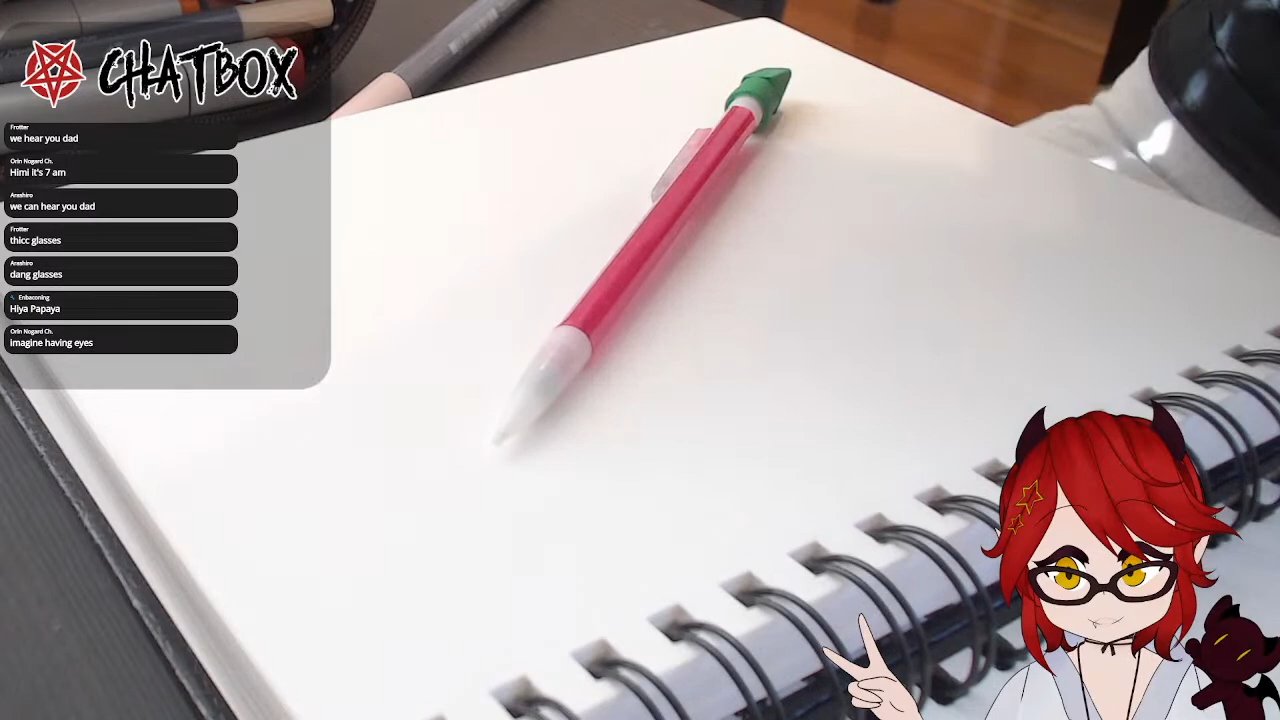 CHATBOX
Frotter
we hear you dad
Orin Nogard Ch.
Himi it's 7 am
Arashiro
we can hear you dad
Frotter
thicc glasses
Arashiro
dang glasses
Enbaconing
Hiya Papaya
Orin Nogard Ch.
imagine having eyes